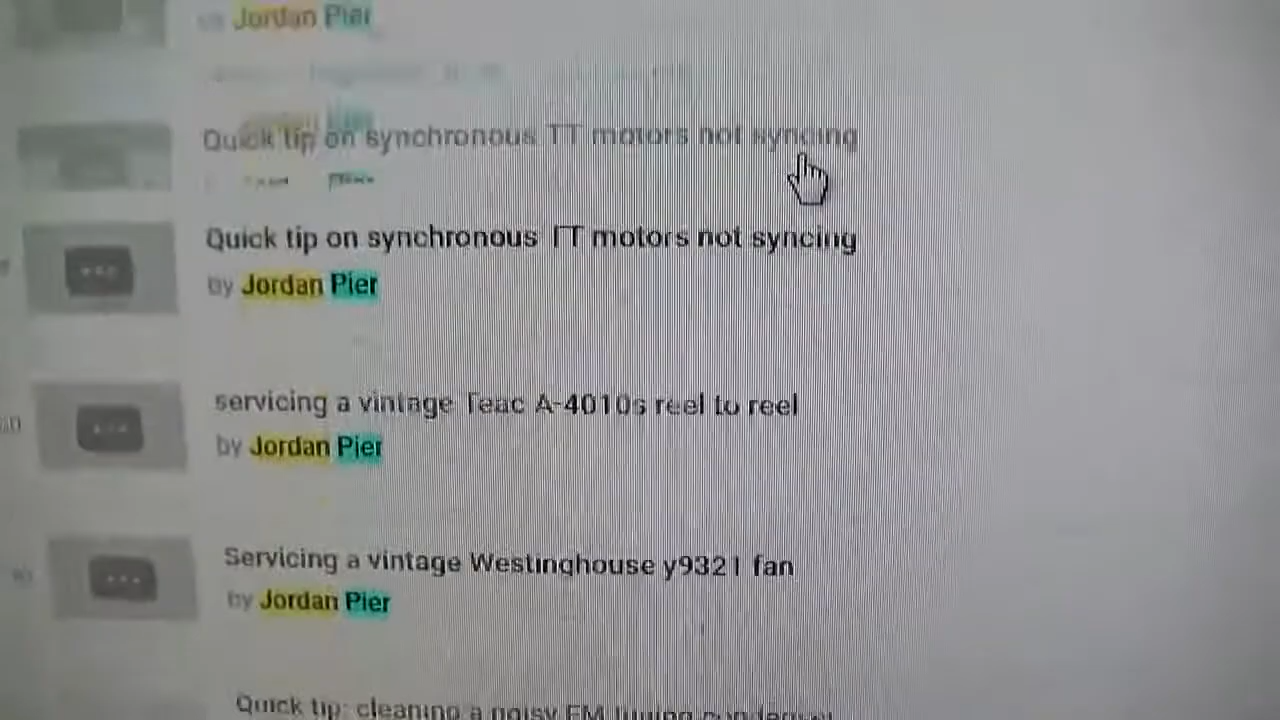 Jordan Pier
Quick tip on synchronous TT motors not syncing
Quick tip on synchronous TT motors not syncing
by Jordan Pier
servicing a vintage Teac A-4010s reel to reel
by Jordan Pier
Servicing a vintage Westinghouse y9321 fan
by Jordan Pier
Quick tip: cleaning a noisy FM tuning